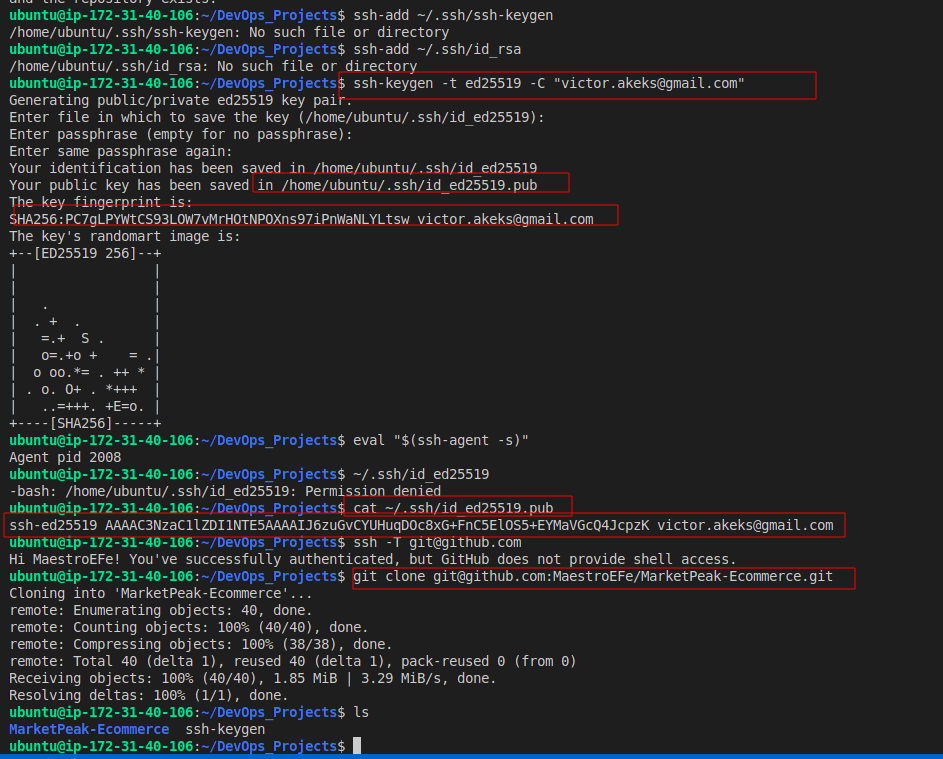 and the repository exists.
ubuntu@ip-172-31-40-106:~/DevOps_Projects$ ssh-add ~/.ssh/ssh-keygen
/home/ubuntu/.ssh/ssh-keygen: No such file or directory
ubuntu@ip-172-31-40-106:~/DevOps_Projects$ ssh-add ~/.ssh/id_rsa
/home/ubuntu/.ssh/id_rsa: No such file or directory
ubuntu@ip-172-31-40-106:~/DevOps_Projects$ ssh-keygen -t ed25519 -C "victor.akeks@gmail.com"
Generating public/private ed25519 key pair.
Enter file in which to save the key (/home/ubuntu/.ssh/id_ed25519):
Enter passphrase (empty for no passphrase):
Enter same passphrase again:
Your identification has been saved in /home/ubuntu/.ssh/id_ed25519
Your public key has been saved in /home/ubuntu/.ssh/id_ed25519.pub
The key fingerprint is:
SHA256:PC7gLPYWtCS93LOW7vMrHOtNPOXns97iPnWaNLYLtsw victor.akeks@gmail.com
The key's randomart image is:
+--[ED25519 256]--+
|                 |
|                 |
|   .             |
|  . +  .         |
|   =.+  S .      |
|   o=.+o +    = .|
|  o oo.*= . ++ * |
| . o. O+ . *+++  |
|   ..=+++. +E=o. |
+----[SHA256]-----+
ubuntu@ip-172-31-40-106:~/DevOps_Projects$ eval "$(ssh-agent -s)"
Agent pid 2008
ubuntu@ip-172-31-40-106:~/DevOps_Projects$ ~/.ssh/id_ed25519
-bash: /home/ubuntu/.ssh/id_ed25519: Permission denied
ubuntu@ip-172-31-40-106:~/DevOps_Projects$ cat ~/.ssh/id_ed25519.pub
ssh-ed25519 AAAAC3NzaC1lZDI1NTE5AAAAIJ6zuGvCYUHuqDOc8xG+FnC5ElOS5+EYMaVGcQ4JcpzK victor.akeks@gmail.com
ubuntu@ip-172-31-40-106:~/DevOps_Projects$ ssh -T git@github.com
Hi MaestroEFe! You've successfully authenticated, but GitHub does not provide shell access.
ubuntu@ip-172-31-40-106:~/DevOps_Projects$ git clone git@github.com:MaestroEFe/MarketPeak-Ecommerce.git
Cloning into 'MarketPeak-Ecommerce'...
remote: Enumerating objects: 40, done.
remote: Counting objects: 100% (40/40), done.
remote: Compressing objects: 100% (38/38), done.
remote: Total 40 (delta 1), reused 40 (delta 1), pack-reused 0 (from 0)
Receiving objects: 100% (40/40), 1.85 MiB | 3.29 MiB/s, done.
Resolving deltas: 100% (1/1), done.
ubuntu@ip-172-31-40-106:~/DevOps_Projects$ ls
MarketPeak-Ecommerce  ssh-keygen
ubuntu@ip-172-31-40-106:~/DevOps_Projects$